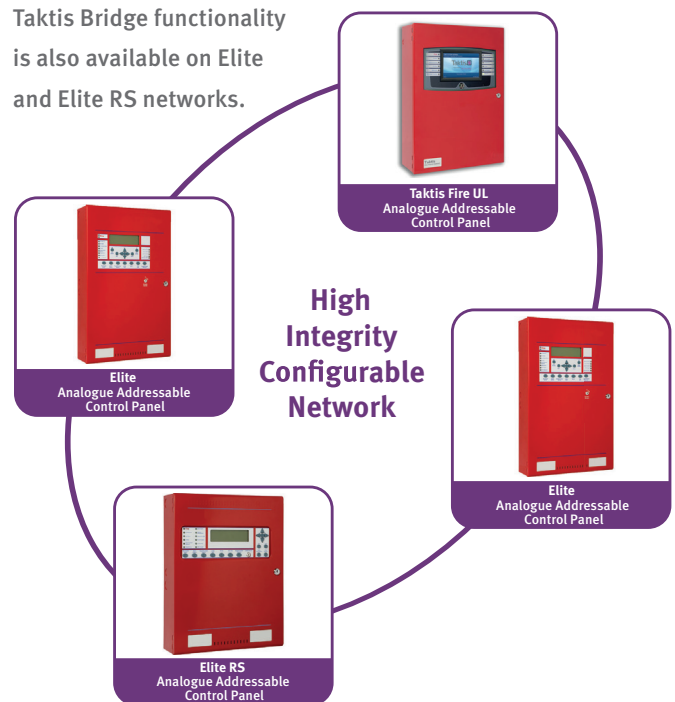 Taktis Bridge functionality
is also available on Elite
and Elite RS networks.
Taktis
Taktis Fire UL
Analogue Addressable
Control Panel
Elite
Analogue Addressable
Control Panel
High
Integrity
Configurable
Network
Elite
Analogue Addressable
Control Panel
Elite RS
Analogue Addressable
Control Panel